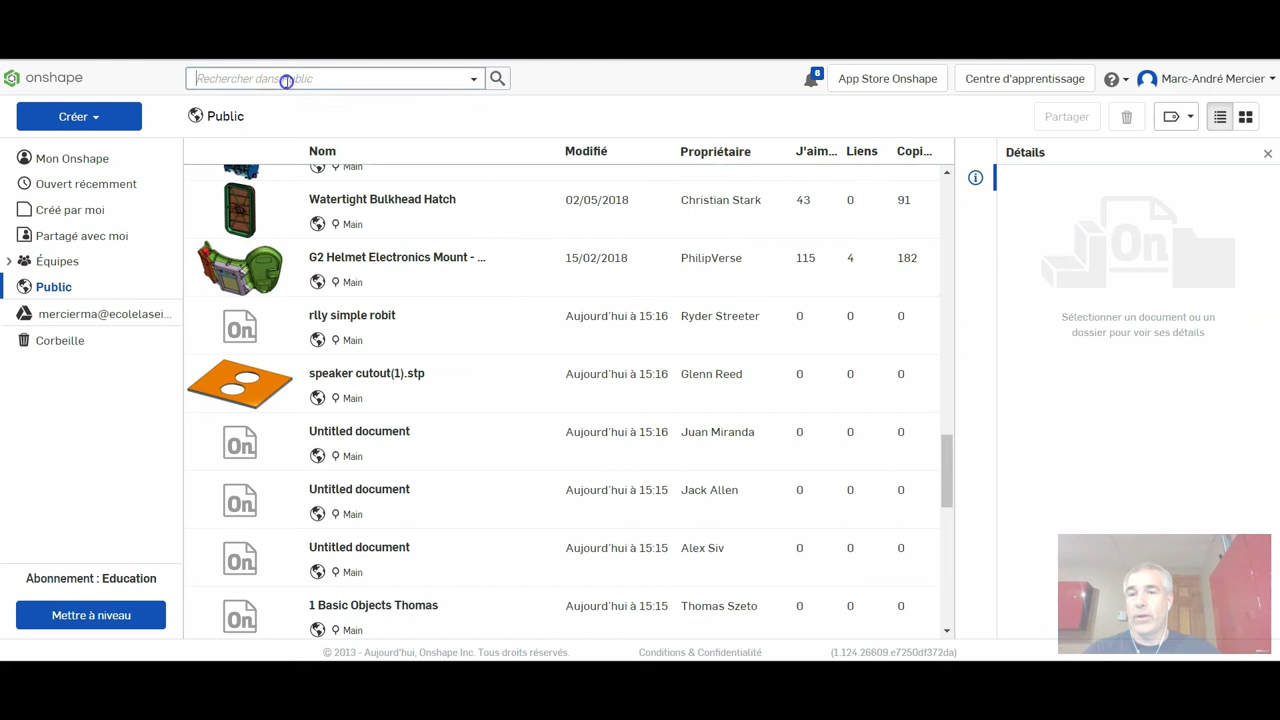 onshape
Rechercher dans Public
6
App Store Onshape
Centre d'apprentissage
Marc-André Mercier
Créer
Public
Partager
Mon Onshape
Ouvert récemment
Créé par moi
Partagé avec moi
Équipes
Public
mercierma@ecolelasei...
Corbeille
Abonnement : Education
Mettre à niveau
Nom Modifié Propriétaire J'aim... Liens Copi...
Main
Watertight Bulkhead Hatch 02/05/2018 Christian Stark 43 0 91
Main
G2 Helmet Electronics Mount - ... 15/02/2018 PhilipVerse 115 4 182
Main
rlly simple robit Aujourd'hui à 15:16 Ryder Streeter 0 0 0
On Main
speaker cutout(1).stp Aujourd'hui à 15:16 Glenn Reed 0 0 0
Main
Untitled document Aujourd'hui à 15:16 Juan Miranda 0 0 0
On Main
Untitled document Aujourd'hui à 15:15 Jack Allen 0 0 0
On Main
Untitled document Aujourd'hui à 15:15 Alex Siv 0 0 0
On Main
1 Basic Objects Thomas Aujourd'hui à 15:15 Thomas Szeto 0 0 0
On Main
Détails
On
Sélectionner un document ou un
dossier pour voir ses détails
© 2013 - Aujourd'hui, Onshape Inc. Tous droits réservés. Conditions & Confidentialité (1.124.26609.e7250df372da)